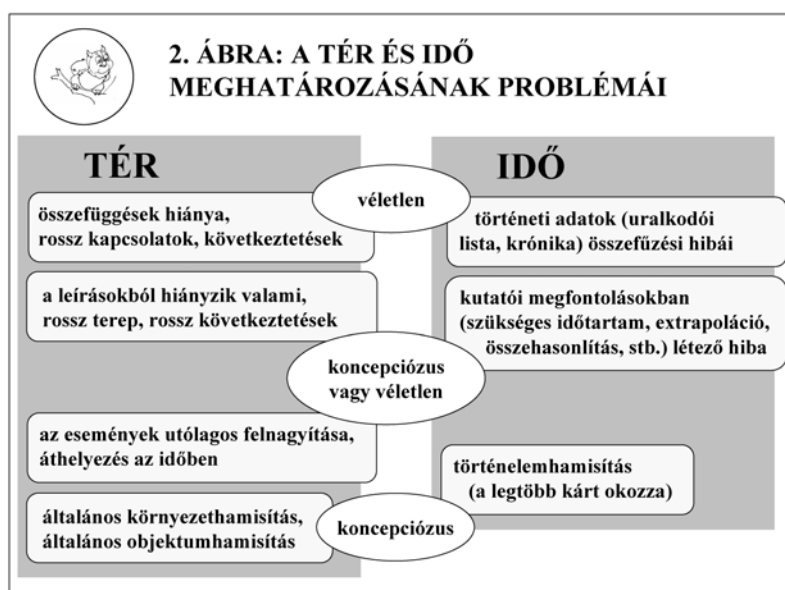 2. ÁBRA: A TÉR ÉS IDŐ
MEGHATÁROZÁSÁNAK PROBLÉMÁI
TÉR
IDŐ
véletlen
összefüggések hiánya,
rossz kapcsolatok, következtetések
történeti adatok (uralkodói
lista, krónika) összefűzési hibái
a leírásokból hiányzik valami,
rossz terep, rossz következtetések
kutatói megfontolásokban
(szükséges időtartam, extrapoláció,
összehasonlítás, stb.) létező hiba
koncepciózus
vagy véletlen
az események utólagos felnagyítása,
áthelyezés az időben
történelemhamisítás
(a legtöbb kárt okozza)
általános környezethamisítás,
általános objektumhamisítás
koncepciózus